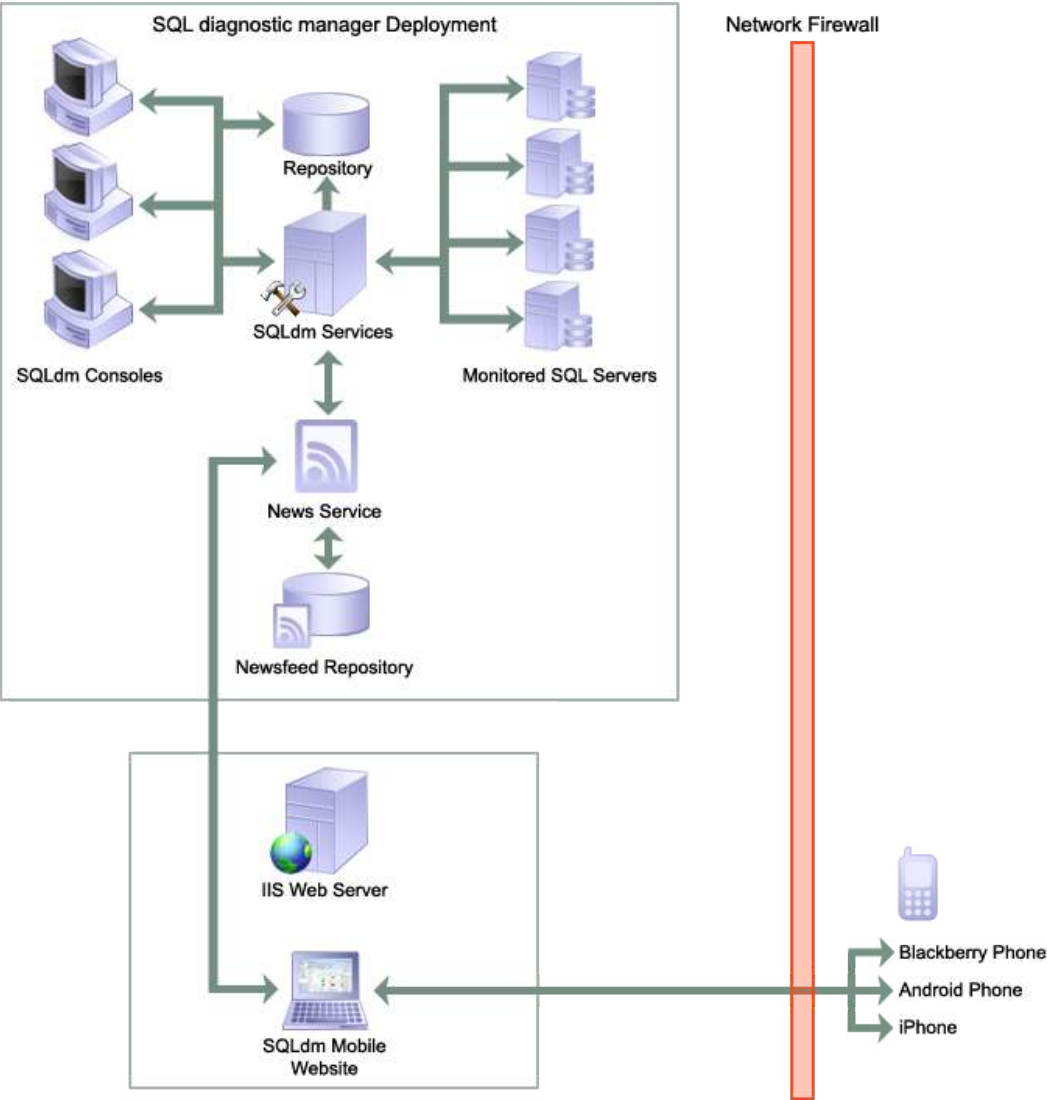 SQL diagnostic manager Deployment
Network Firewall
Repository
SQLdm Services
SQLdm Consoles
Monitored SQL Servers
News Service
Newsfeed Repository
IIS Web Server
Blackberry Phone
Android Phone
iPhone
SQLdm Mobile
Website